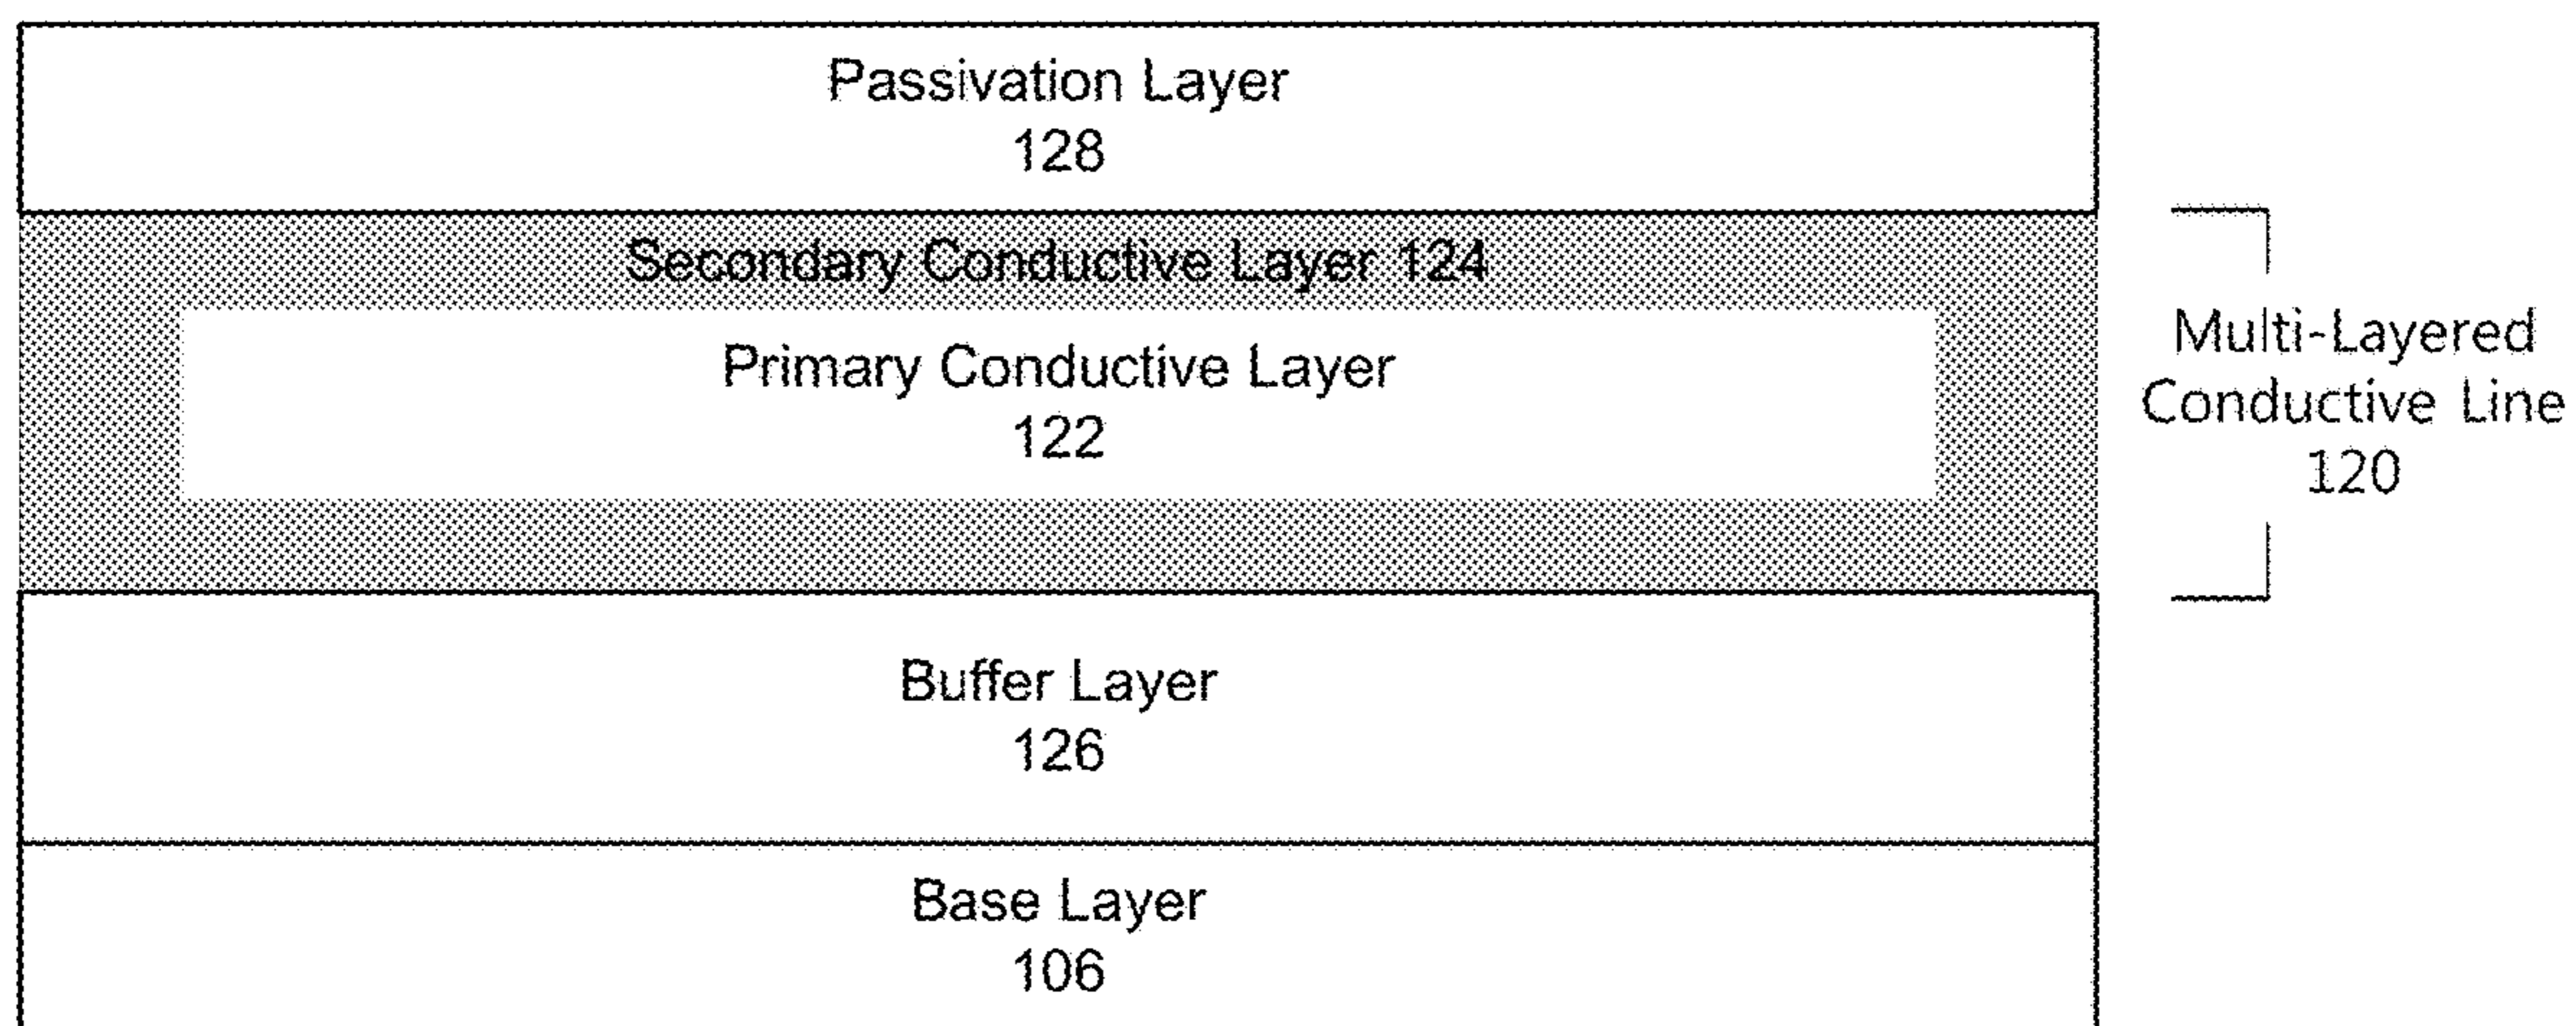 Passivation Layer
128
Secondary Conductive Layer 124
Primary Conductive Layer
122
Multi-Layered
Conductive Line
120
Buffer Layer
126
Base Layer
106